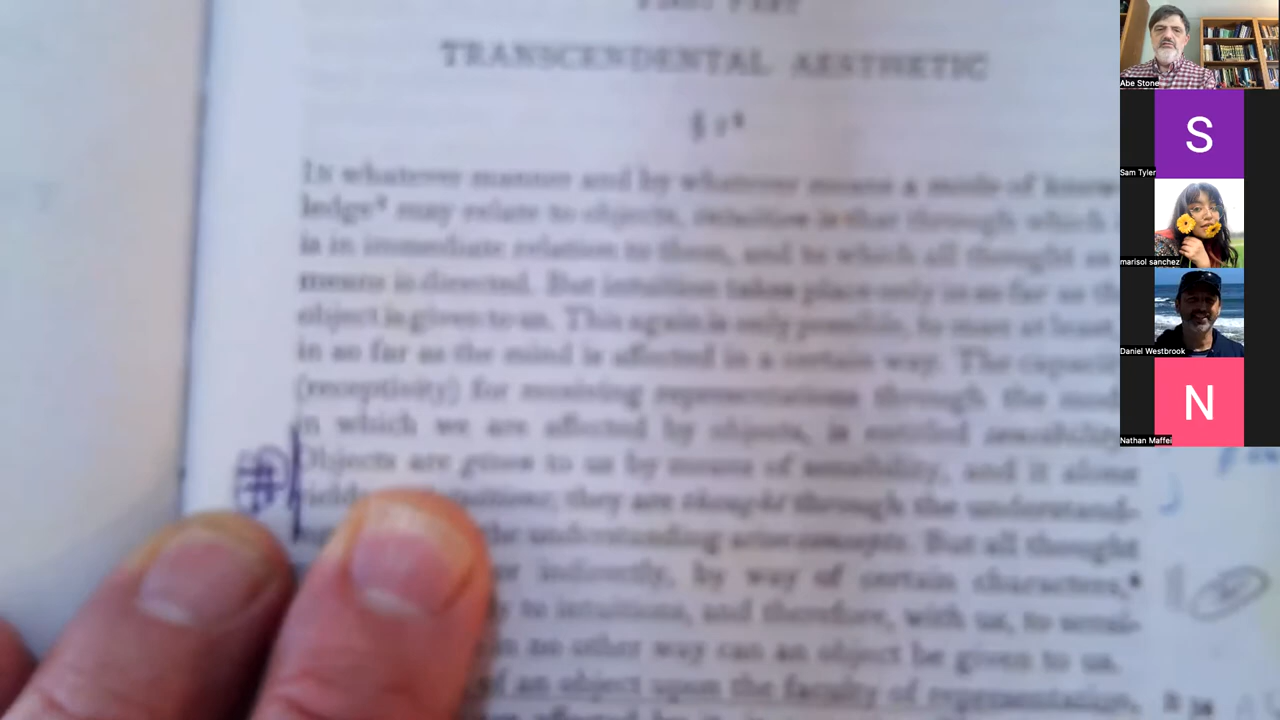 FIRST PART
TRANSCENDENTAL AESTHETIC
§ 1
IN whatever manner and by whatever means a mode of know-
ledge may relate to objects, intuition is that through which
is in immediate relation to them, and to which all thought as
means is directed. But intuition takes place only in so far as the
object is given to us. This again is only possible, to man at least,
in so far as the mind is affected in a certain way. The capacity
(receptivity) for receiving representations through the mode
in which we are affected by objects, is entitled sensibility.
Objects are given to us by means of sensibility, and it alone
yields intuitions; they are thought through the understand-
the understanding arise concepts. But all thought
indirectly, by way of certain characters,
to intuitions, and therefore, with us, to sensi-
in no other way can an object be given to us.
of an object upon the faculty of representation,
Abe Stone
S
Sam Tyler
marisol sanchez
Daniel Westbrook
N
Nathan Maffei